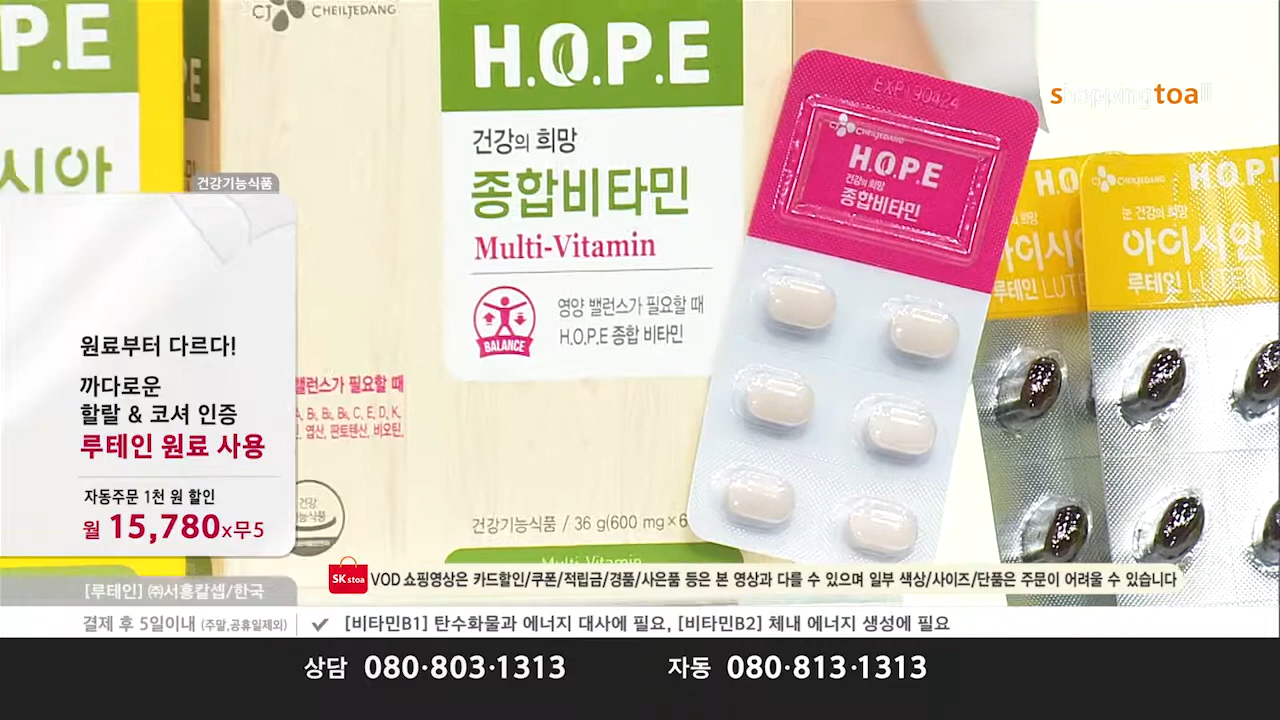 CJ CHEILJEDANG
P.E
H.O.P.E
시아
건강의 희망
종합비타민
Multi-Vitamin
BALANCE
영양 밸런스가 필요할 때
H.O.P.E 종합 비타민
밸런스가 필요할 때
B₁, B₂, B₆, C, E, D, K,
엽산, 판토텐산, 비오틴,
건강
건강기능식품 / 36 g(600 mg×6
Multi-Vitamin
EXP 30424
CJ CHEILJEDANG
H.O.P.E
건강의 희망
종합비타민
H.O
아이시안
루테인 LUTE
CJ CHEILJEDANG
H.O.P.E
눈 건강의 희망
아이시안
루테인 LUTEIN
shoppingtoall
건강기능식품
원료부터 다르다!
까다로운
할랄 & 코셔 인증
루테인 원료 사용
자동주문 1천 원 할인
월 15,780x무5
[루테인] ㈜서흥캅셉/한국
SK stoa
VOD 쇼핑영상은 카드할인/쿠폰/적립금/경품/사은품 등은 본 영상과 다를 수 있으며 일부 색상/사이즈/단품은 주문이 어려울 수 있습니다
결제 후 5일이내 (주말,공휴일제외)
[비타민B1] 탄수화물과 에너지 대사에 필요, [비타민B2] 체내 에너지 생성에 필요
상담 080·803·1313
자동 080·813·1313